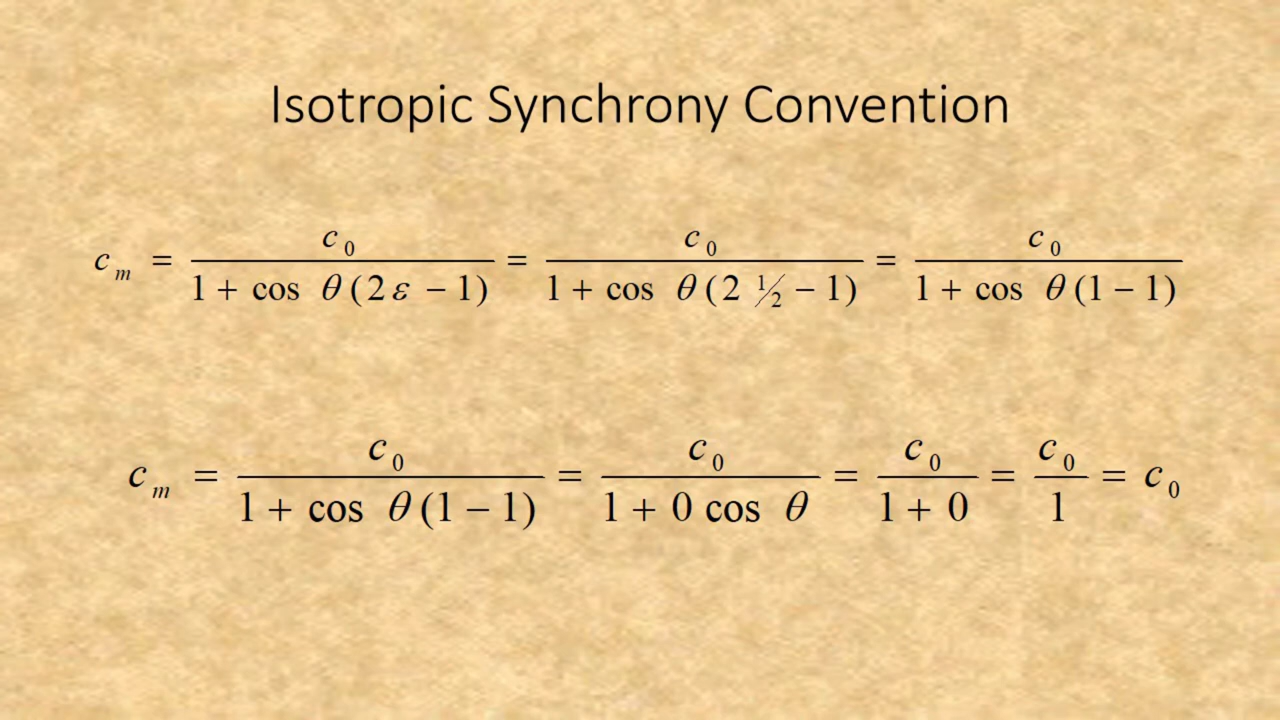 Isotropic Synchrony Convention
c_m = c_0 / (1 + cos θ(2ε − 1)) = c_0 / (1 + cos θ(2 ½ − 1)) = c_0 / (1 + cos θ(1 − 1))
c_m = c_0 / (1 + cos θ(1 − 1)) = c_0 / (1 + 0 cos θ) = c_0 / (1 + 0) = c_0 / 1 = c_0